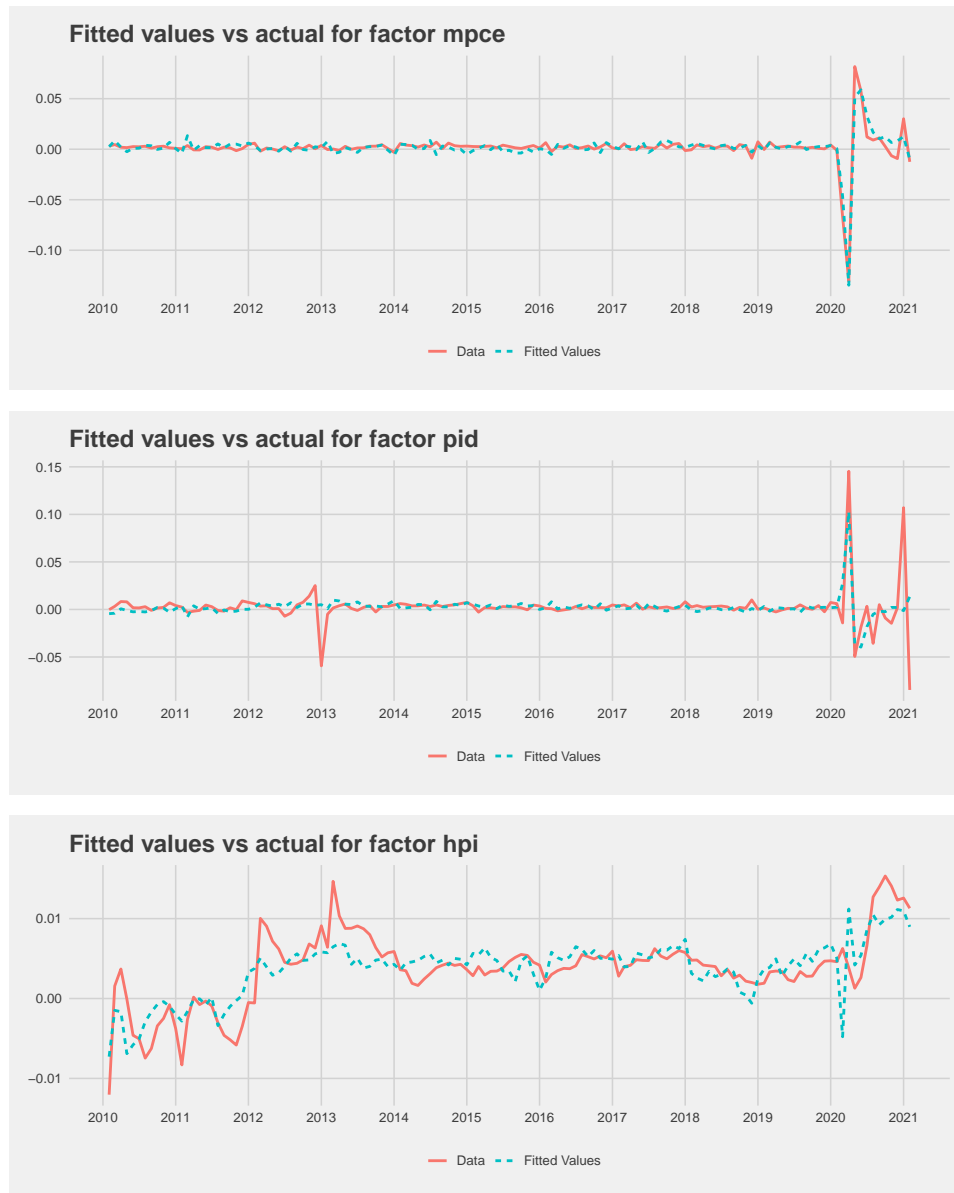 Fitted values vs actual for factor mpce
0.05
0.00
−0.05
−0.10
2010 2011 2012 2013 2014 2015 2016 2017 2018 2019 2020 2021
Data Fitted Values
Fitted values vs actual for factor pid
0.15
0.10
0.05
0.00
−0.05
2010 2011 2012 2013 2014 2015 2016 2017 2018 2019 2020 2021
Data Fitted Values
Fitted values vs actual for factor hpi
0.01
0.00
−0.01
2010 2011 2012 2013 2014 2015 2016 2017 2018 2019 2020 2021
Data Fitted Values